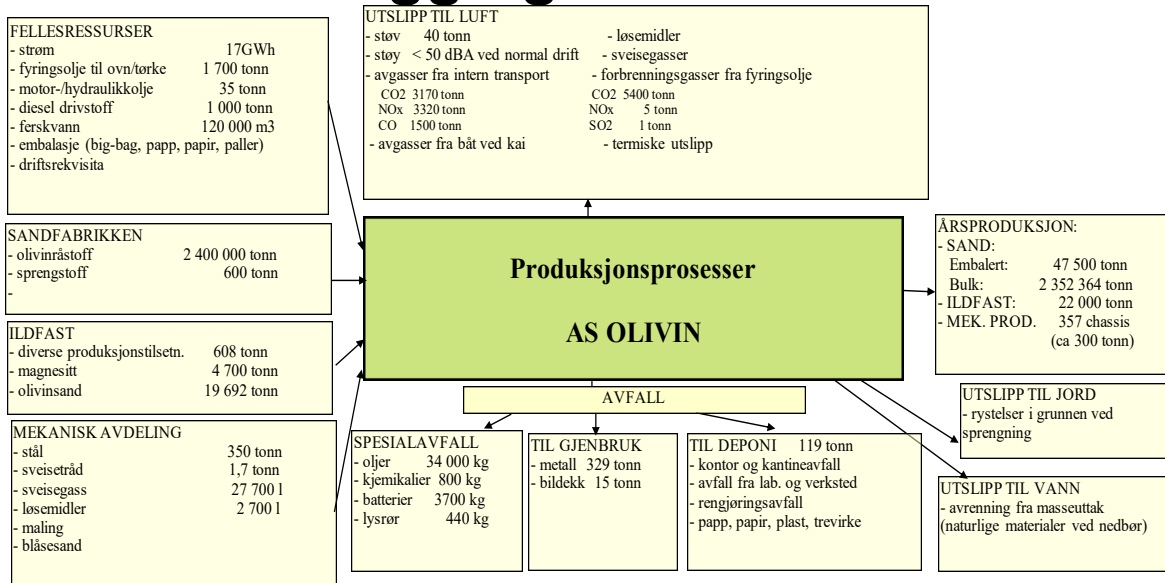 FELLESRESSURSER
- strøm 17GWh
- fyringsolje til ovn/tørke 1 700 tonn
- motor-/hydraulikkolje 35 tonn
- diesel drivstoff 1 000 tonn
- ferskvann 120 000 m3
- embalasje (big-bag, papp, papir, paller)
- driftsrekvisita
UTSLIPP TIL LUFT
- støv 40 tonn - løsemidler
- støy < 50 dBA ved normal drift - sveisegasser
- avgasser fra intern transport - forbrenningsgasser fra fyringsolje
CO2 3170 tonn CO2 5400 tonn
NOx 3320 tonn NOx 5 tonn
CO 1500 tonn SO2 1 tonn
- avgasser fra båt ved kai - termiske utslipp
SANDFABRIKKEN
- olivinråstoff 2 400 000 tonn
- sprengstoff 600 tonn
-
ILDFAST
- diverse produksjonstilsetn. 608 tonn
- magnesitt 4 700 tonn
- olivinsand 19 692 tonn
MEKANISK AVDELING
- stål 350 tonn
- sveisetråd 1,7 tonn
- sveisegass 27 700 l
- løsemidler 2 700 l
- maling
- blåsesand
Produksjonsprosesser
AS OLIVIN
ÅRSPRODUKSJON:
- SAND:
Embalert: 47 500 tonn
Bulk: 2 352 364 tonn
- ILDFAST: 22 000 tonn
- MEK. PROD. 357 chassis
(ca 300 tonn)
AVFALL
SPESIALAVFALL
- oljer 34 000 kg
- kjemikalier 800 kg
- batterier 3700 kg
- lysrør 440 kg
TIL GJENBRUK
- metall 329 tonn
- bildekk 15 tonn
TIL DEPONI 119 tonn
- kontor og kantineavfall
- avfall fra lab. og verksted
- rengjøringsavfall
- papp, papir, plast, trevirke
UTSLIPP TIL JORD
- rystelser i grunnen ved
sprengning
UTSLIPP TIL VANN
- avrenning fra masseuttak
(naturlige materialer ved nedbør)